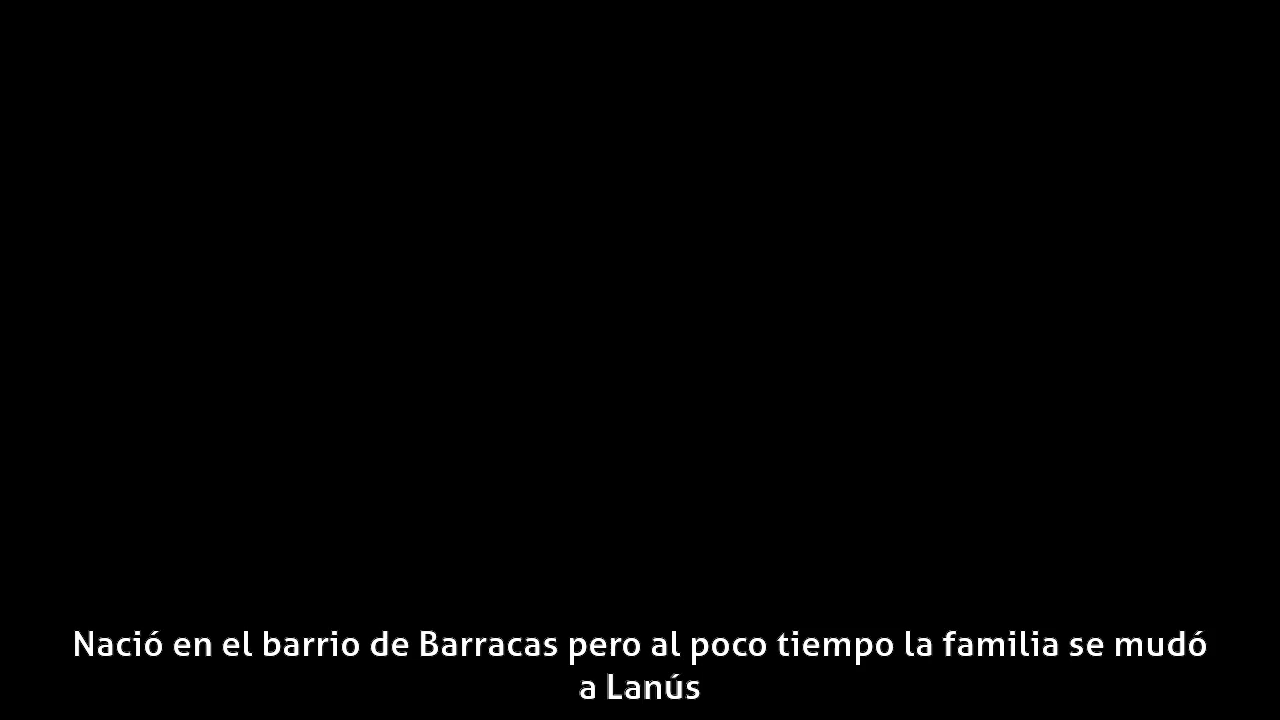 Nació en el barrio de Barracas pero al poco tiempo la familia se mudó
a Lanús